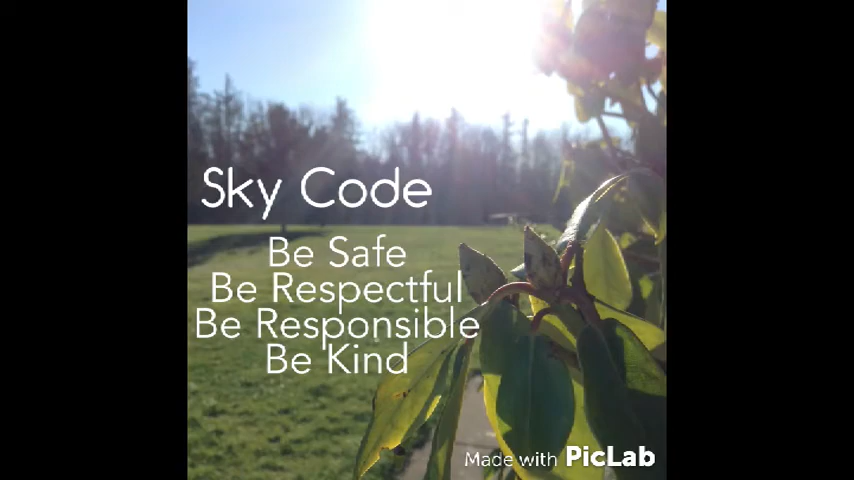 Sky Code
Be Safe
Be Respectful
Be Responsible
Be Kind
Made with PicLab